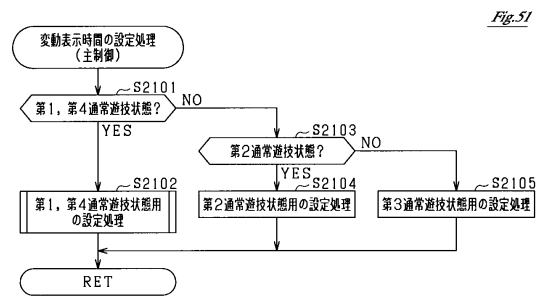 Fig.51
変動表示時間の設定処理
(主制御)
S2101
第1,第4通常遊技状態?
NO
YES
S2103
第2通常遊技状態?
NO
YES
S2102
第1,第4通常遊技状態用
の設定処理
S2104
第2通常遊技状態用の設定処理
S2105
第3通常遊技状態用の設定処理
RET